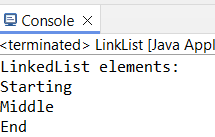 Console
<terminated> LinkList [Java Appl
LinkedList elements:
Starting
Middle
End